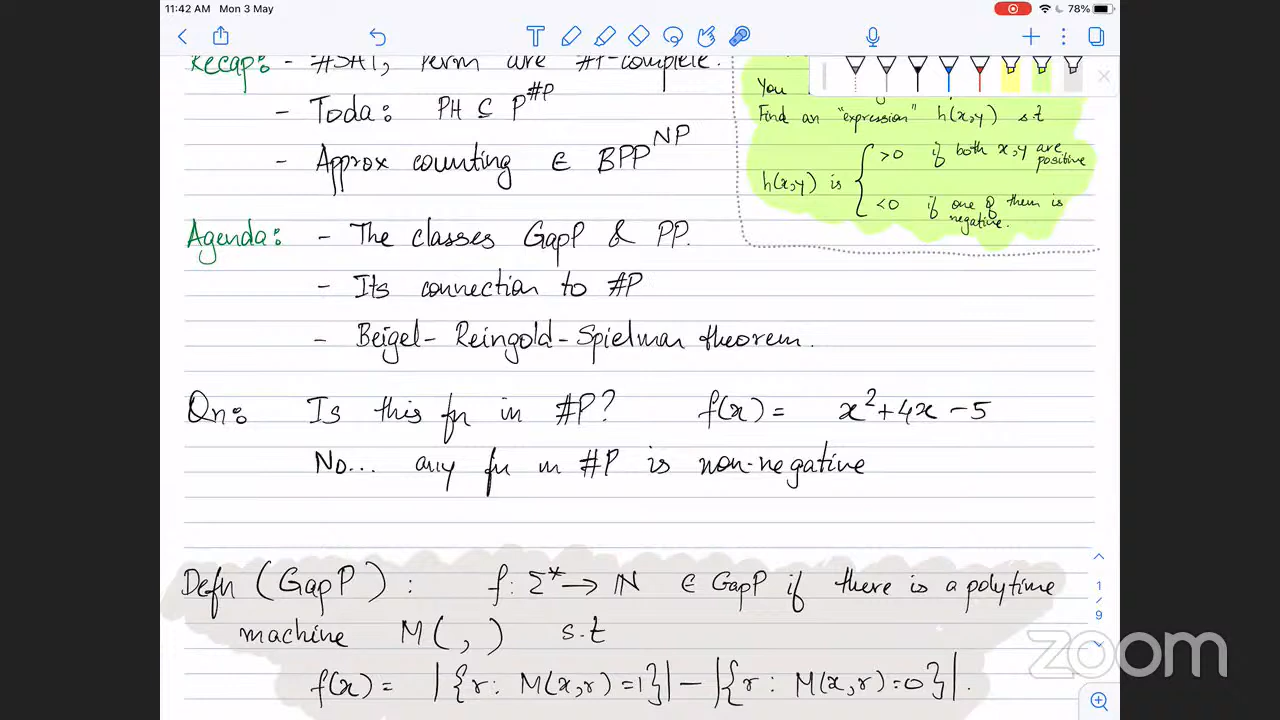 11:42 AM Mon 3 May
78%
Recap: - #SAT, Perm are #P-complete.
- Toda: PH ⊆ P^#P
- Approx counting ∈ BPP^NP
You
Find an "expression" h(x,y) s.t
h(x,y) is { >0 if both x,y are positive
<0 if one of them is negative.
Agenda: - The classes GapP & PP.
- Its connection to #P
- Beigel-Reingold-Spielman theorem.
Qn: Is this fn in #P? f(x) = x²+4x-5
No... any fn in #P is non-negative
Defn (GapP): f: Σ* → IN ∈ GapP if there is a polytime
machine M( , ) s.t
f(x) = |{r: M(x,r)=1}| - |{r: M(x,r)=0}|.
1/9
zoom